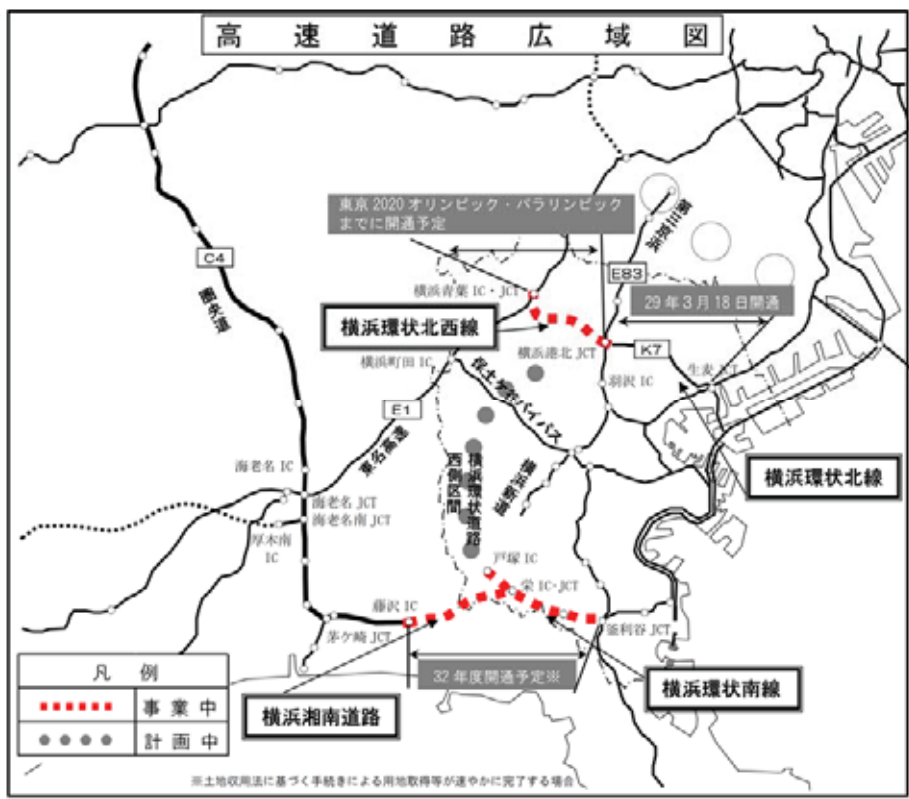 高速道路広域図
東京2020オリンピック・パラリンピック
までに開通予定
第三京浜
C4
圏央道
E83
横浜青葉IC・JCT
29年3月18日開通
横浜環状北西線
横浜港北JCT
K7
横浜町田IC
生麦JCT
羽沢IC
保土ケ谷バイパス
E1
東名高速
横浜環状道路
西側区間
横浜新道
横浜環状北線
海老名IC
海老名JCT
海老名南JCT
厚木南
IC
戸塚IC
栄IC・JCT
藤沢IC
茅ケ崎JCT
釜利谷JCT
32年度開通予定※
横浜環状南線
横浜湘南道路
凡例
事業中
計画中
※土地収用法に基づく手続きによる用地取得等が速やかに完了する場合